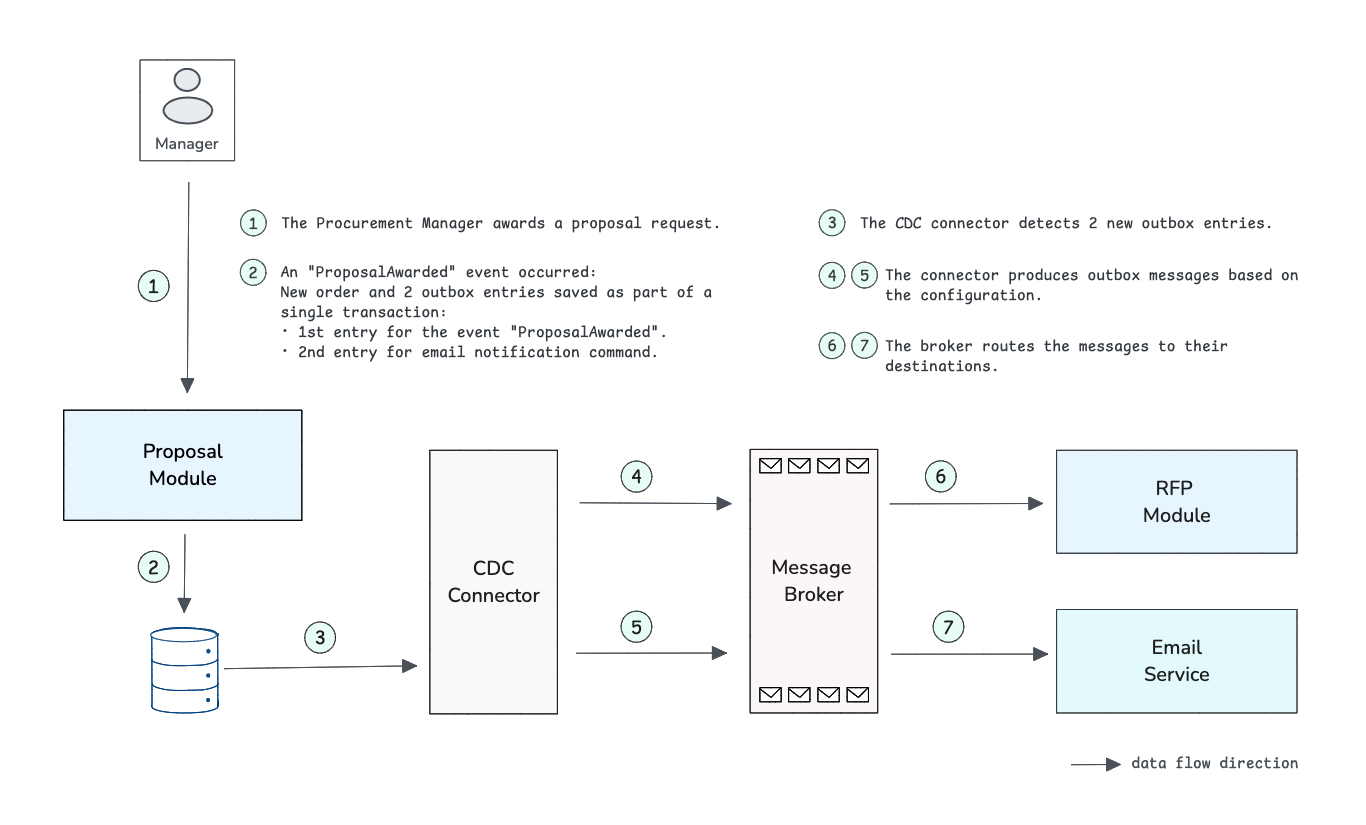 Manager
1
1 The Procurement Manager awards a proposal request.
2 An "ProposalAwarded" event occurred:
New order and 2 outbox entries saved as part of a
single transaction:
· 1st entry for the event "ProposalAwarded".
· 2nd entry for email notification command.
3 The CDC connector detects 2 new outbox entries.
4 5 The connector produces outbox messages based on
the configuration.
6 7 The broker routes the messages to their
destinations.
Proposal
Module
2
3
CDC
Connector
4
5
Message
Broker
6
7
RFP
Module
Email
Service
data flow direction